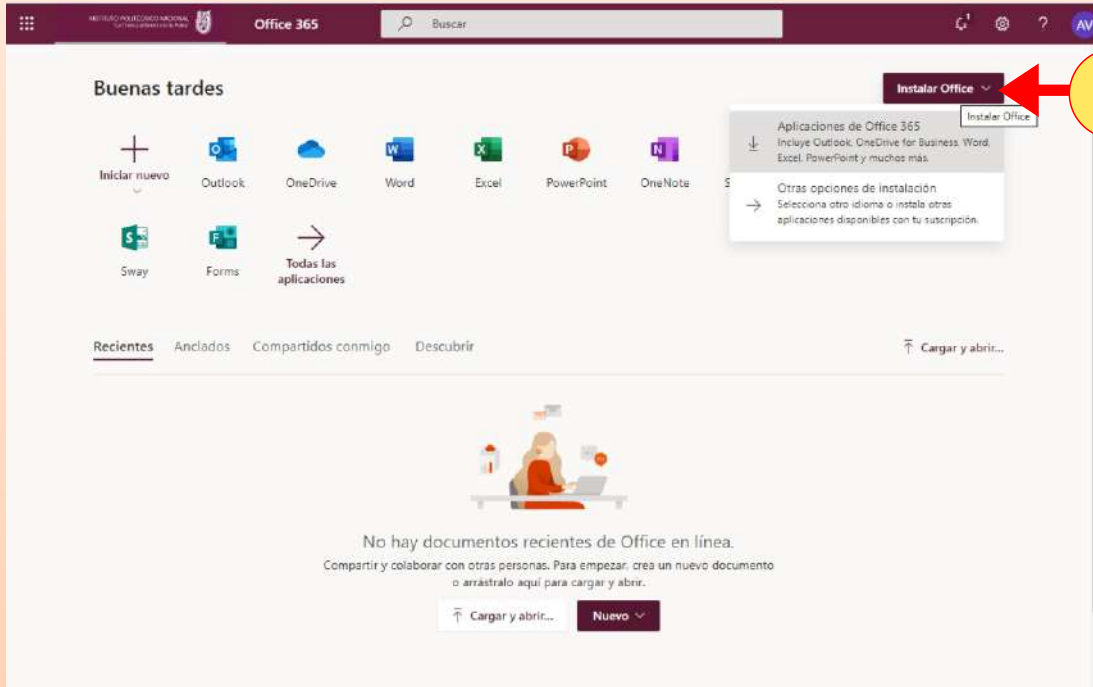 INSTITUTO POLITÉCNICO NACIONAL
Office 365
Buscar
1
?
AV
Buenas tardes
Instalar Office
Instalar Office
Aplicaciones de Office 365
Incluye Outlook, OneDrive for Business, Word,
Excel, PowerPoint y muchos más.
Otras opciones de instalación
Selecciona otro idioma o instala otras
aplicaciones disponibles con tu suscripción.
Iniciar nuevo
Outlook
OneDrive
Word
Excel
PowerPoint
OneNote
S
Sway
Forms
Todas las
aplicaciones
Recientes
Anclados
Compartidos conmigo
Descubrir
Cargar y abrir...
No hay documentos recientes de Office en línea.
Compartir y colaborar con otras personas. Para empezar, crea un nuevo documento
o arrástralo aquí para cargar y abrir.
Cargar y abrir...
Nuevo